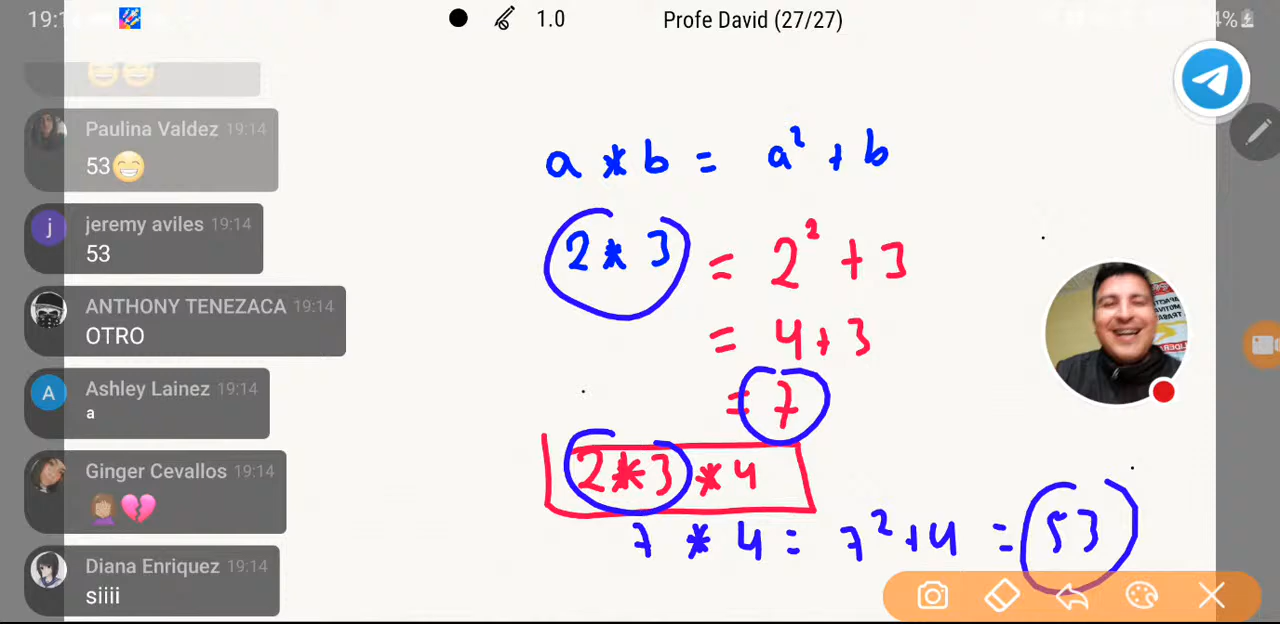 19:1
1.0
Profe David (27/27)
4%
Paulina Valdez 19:14
53😁
j
jeremy aviles 19:14
53
ANTHONY TENEZACA 19:14
OTRO
A
Ashley Lainez 19:14
a
Ginger Cevallos 19:14
🤦🏽‍♀️💔
Diana Enriquez 19:14
siiii
a * b = a² + b
2 * 3 = 2² + 3
= 4 + 3
= 7
2 * 3 * 4
7 * 4 = 7² + 4 = 53